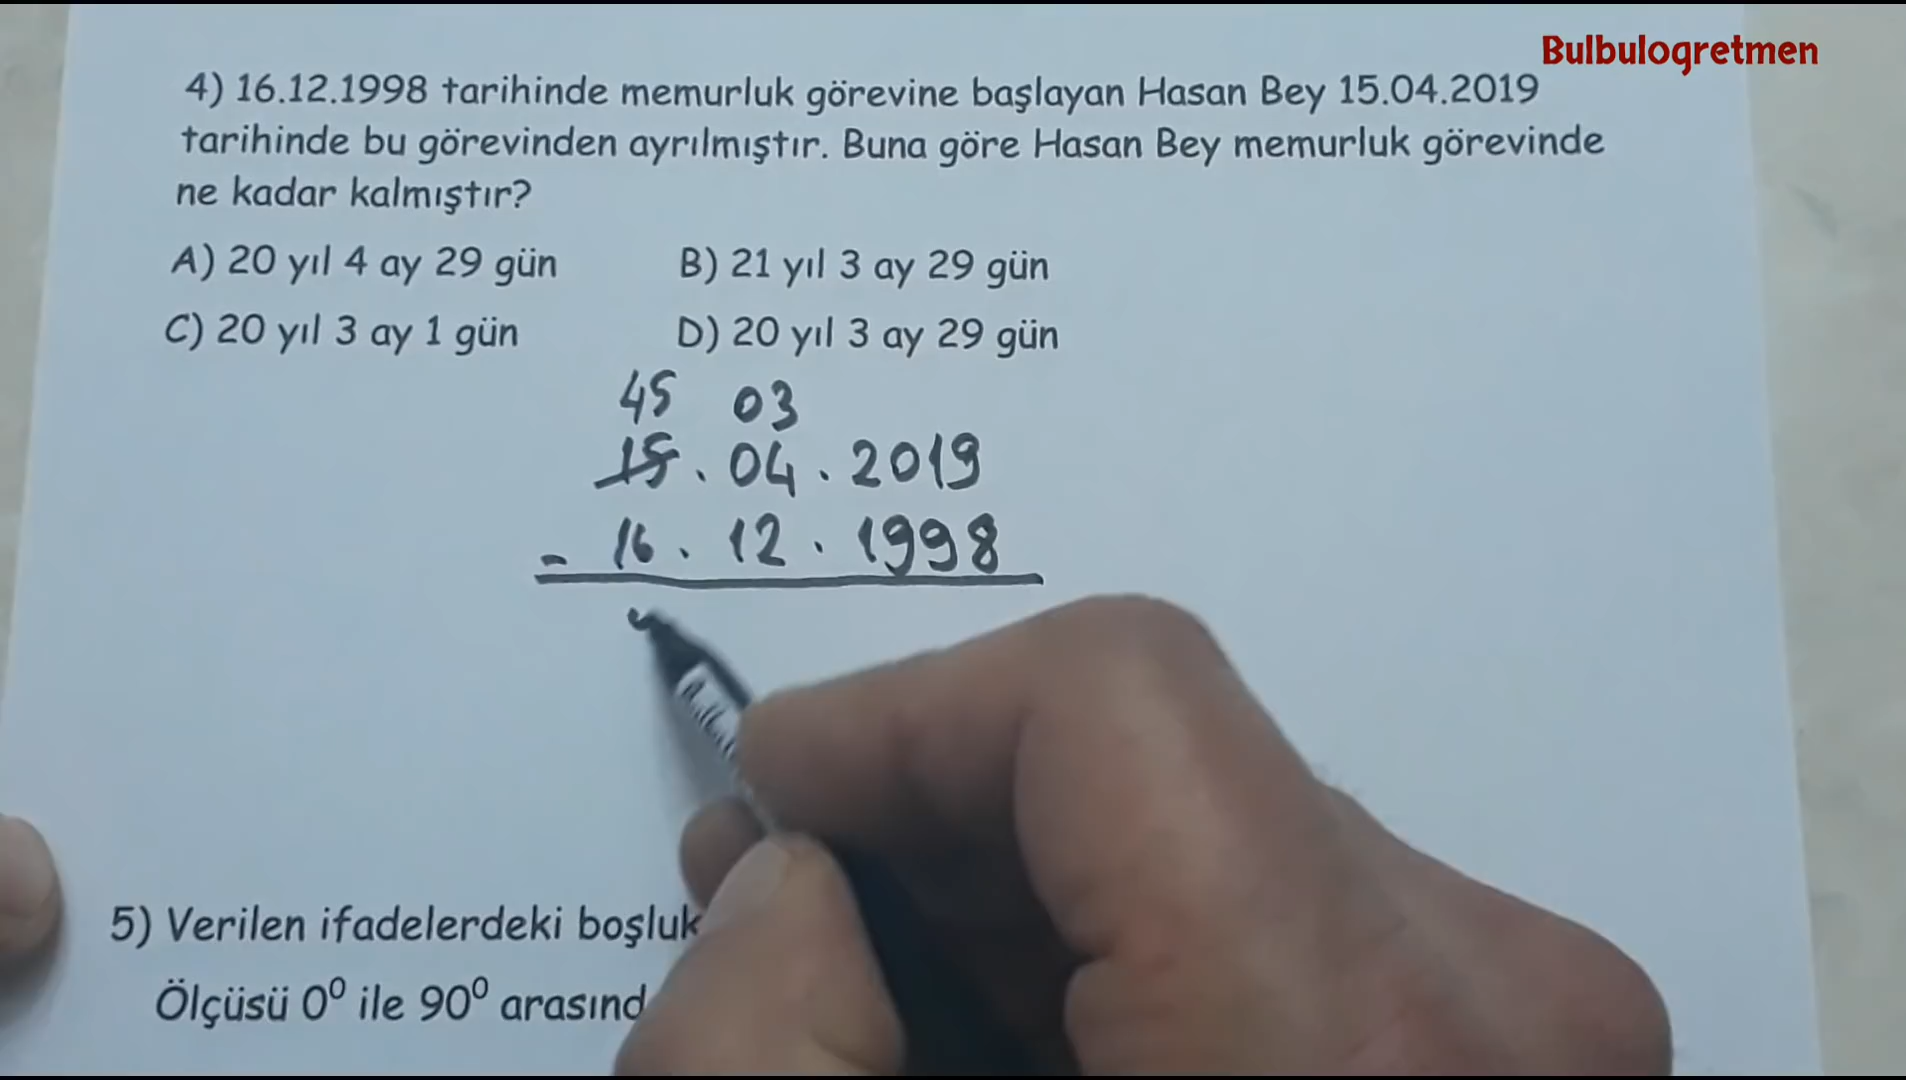 Bulbulogretmen
4) 16.12.1998 tarihinde memurluk görevine başlayan Hasan Bey 15.04.2019
tarihinde bu görevinden ayrılmıştır. Buna göre Hasan Bey memurluk görevinde
ne kadar kalmıştır?
A) 20 yıl 4 ay 29 gün B) 21 yıl 3 ay 29 gün
C) 20 yıl 3 ay 1 gün D) 20 yıl 3 ay 29 gün
45 03
15.04.2019
- 16.12.1998
5) Verilen ifadelerdeki boşluk
Ölçüsü 0⁰ ile 90⁰ arasınd